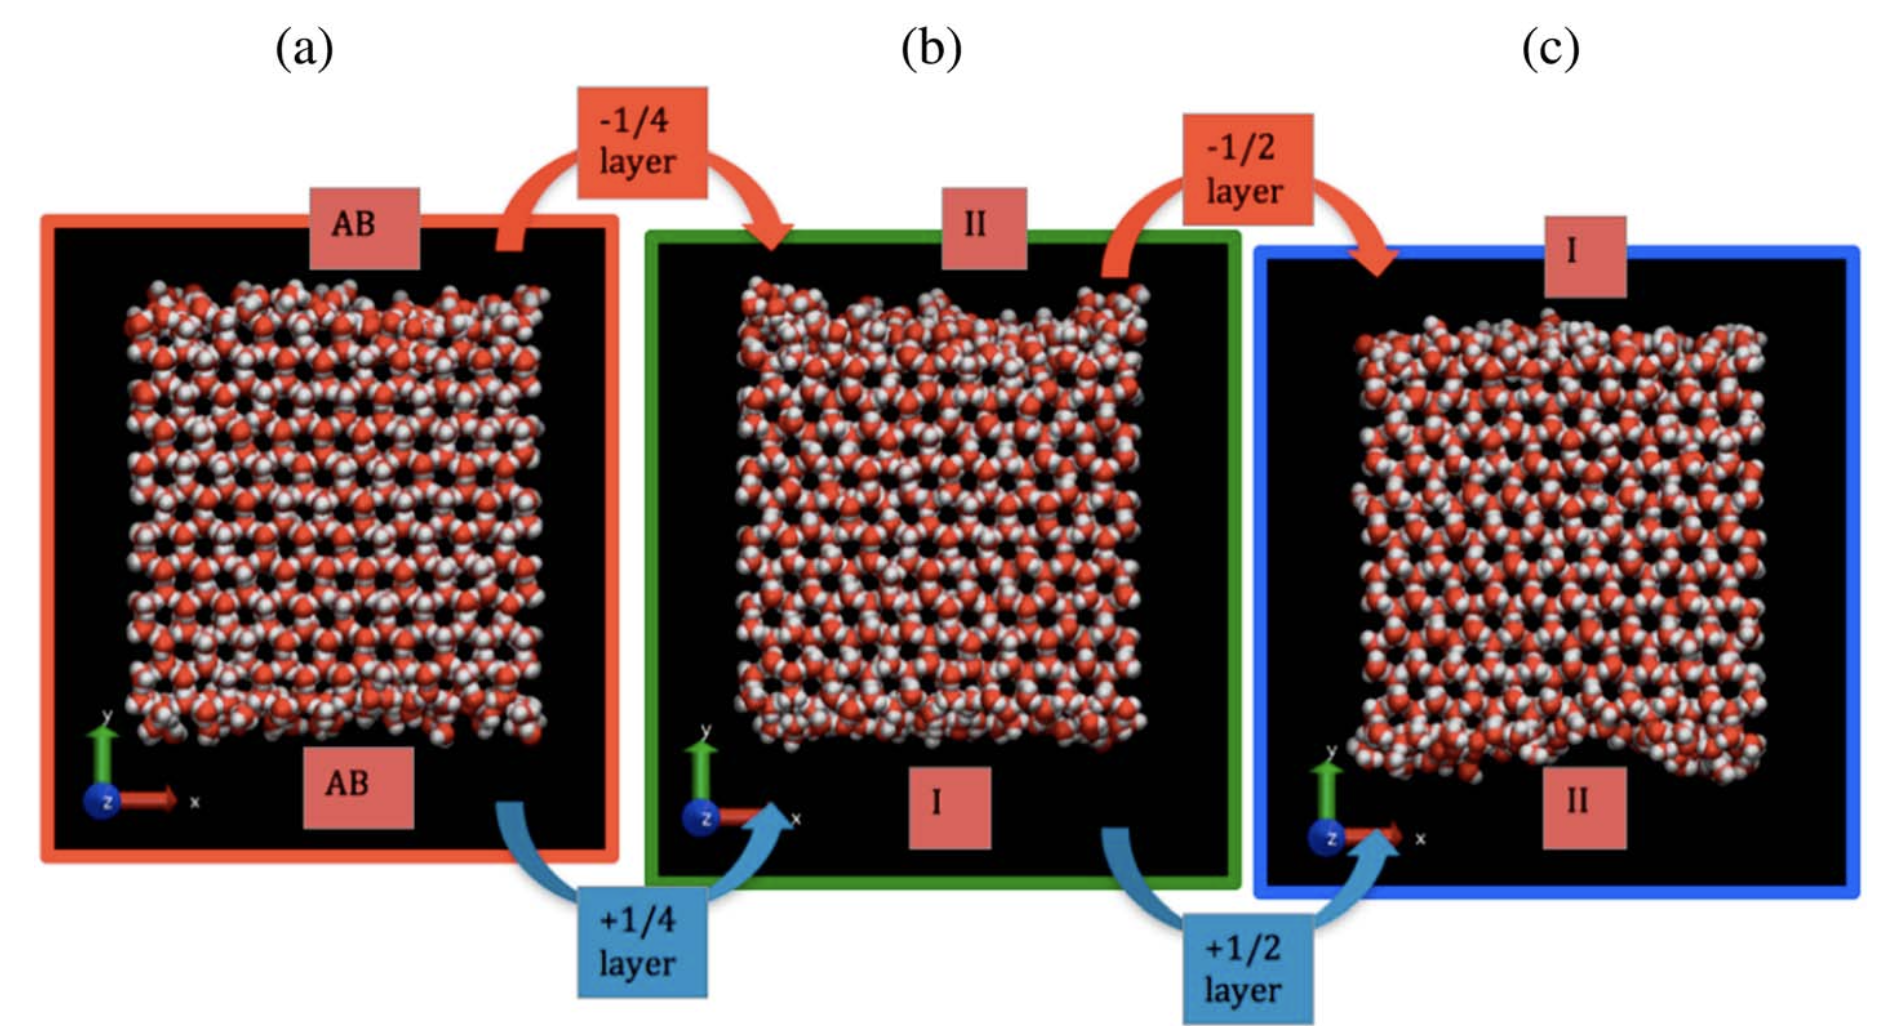 (a)
(b)
(c)
-1/4
layer
-1/2
layer
AB
II
I
y
z
x
AB
y
z
x
I
y
z
x
II
+1/4
layer
+1/2
layer